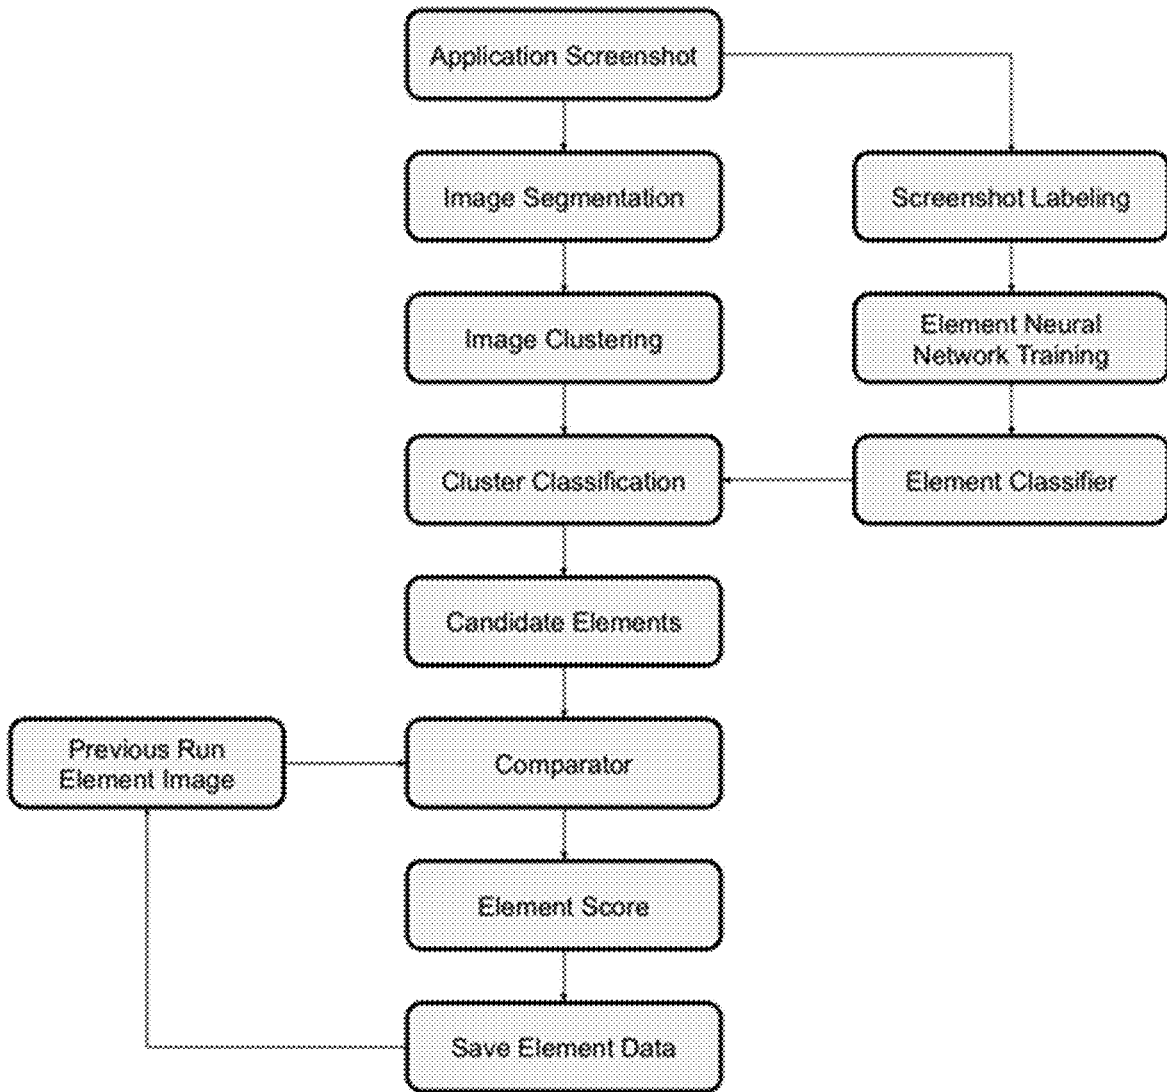 Application Screenshot
Image Segmentation
Screenshot Labeling
Image Clustering
Element Neural
Network Training
Cluster Classification
Element Classifier
Candidate Elements
Previous Run
Element Image
Comparator
Element Score
Save Element Data